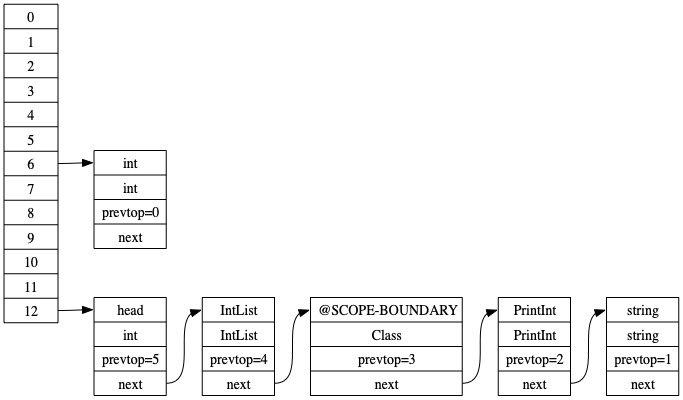 0
1
2
3
4
5
6
7
8
9
10
11
12
int
int
prevtop=0
next
head
int
prevtop=5
next
IntList
IntList
prevtop=4
next
@SCOPE-BOUNDARY
Class
prevtop=3
next
PrintInt
PrintInt
prevtop=2
next
string
string
prevtop=1
next